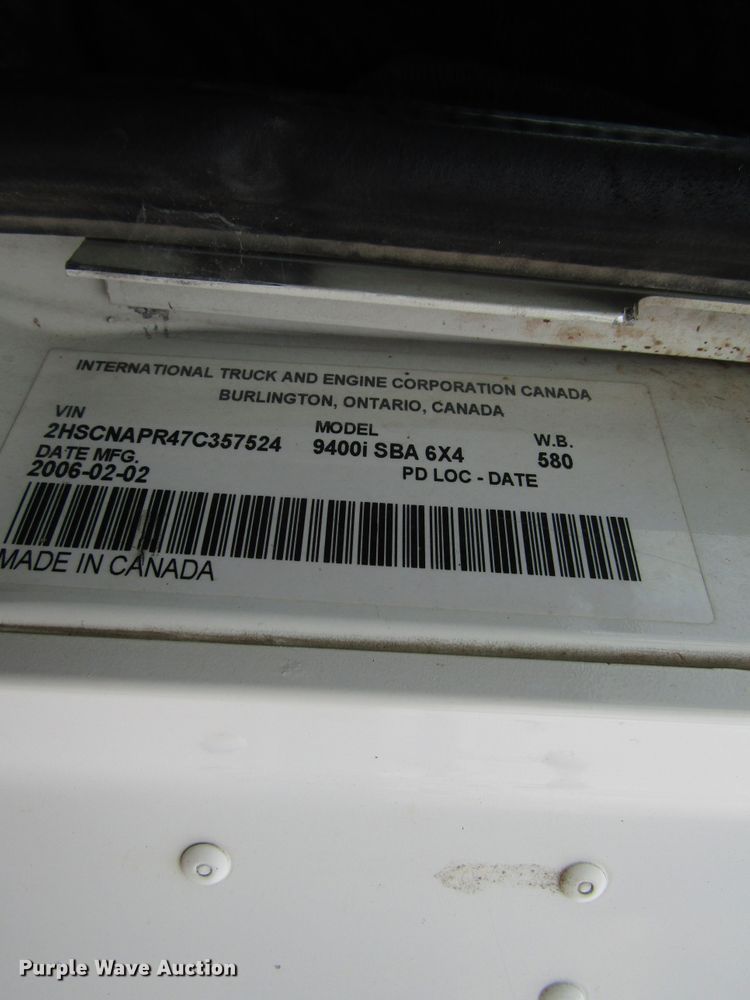 INTERNATIONAL TRUCK AND ENGINE CORPORATION CANADA
BURLINGTON, ONTARIO, CANADA
VIN MODEL W.B.
2HSCNAPR47C357524 9400i SBA 6X4 580
DATE MFG. PD LOC - DATE
2006-02-02
MADE IN CANADA
Purple Wave Auction